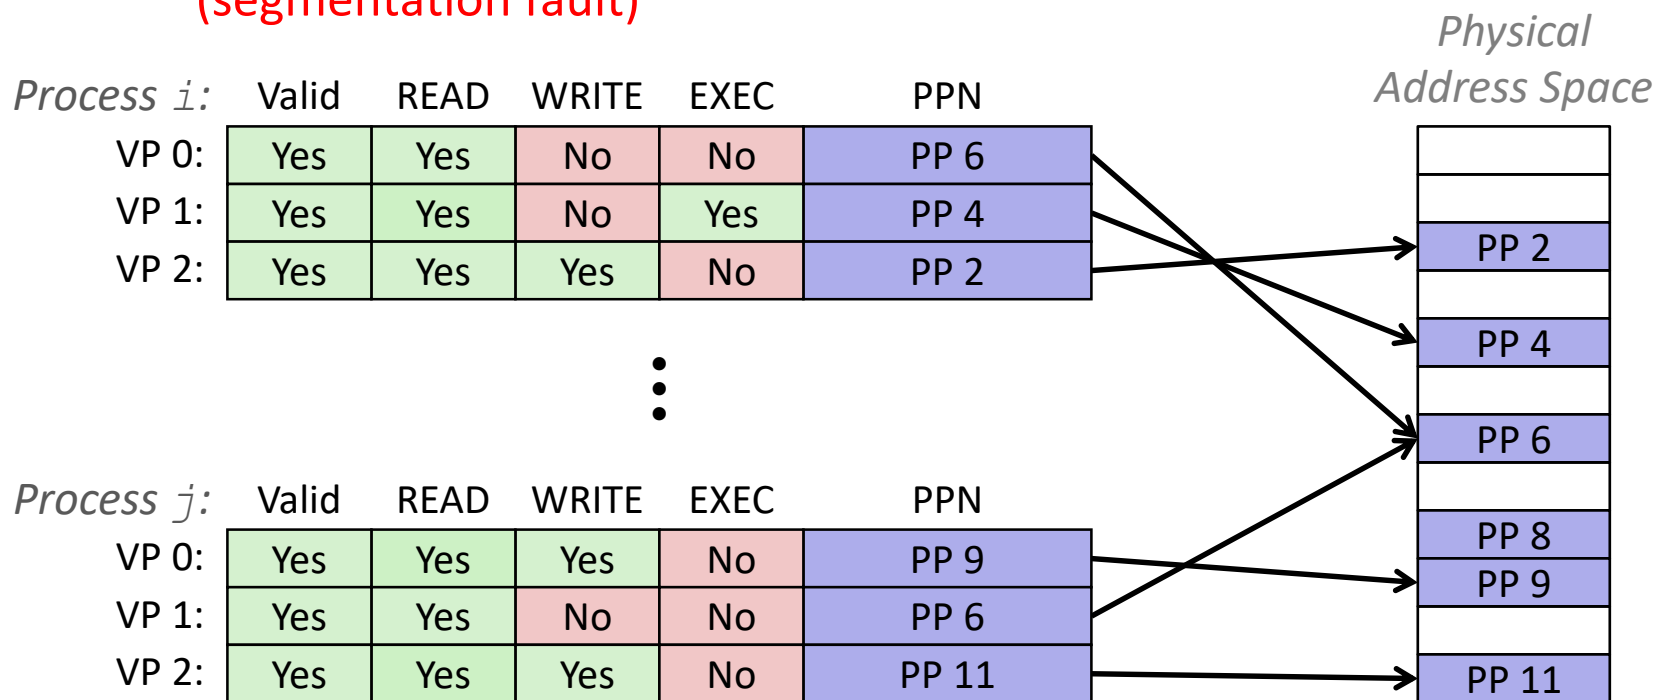 (segmentation fault)
Physical
Address Space
Process i: Valid READ WRITE EXEC PPN
VP 0: Yes Yes No No PP 6
VP 1: Yes Yes No Yes PP 4
VP 2: Yes Yes Yes No PP 2
PP 2
PP 4
PP 6
Process j: Valid READ WRITE EXEC PPN
VP 0: Yes Yes Yes No PP 9
VP 1: Yes Yes No No PP 6
VP 2: Yes Yes Yes No PP 11
PP 8
PP 9
PP 11